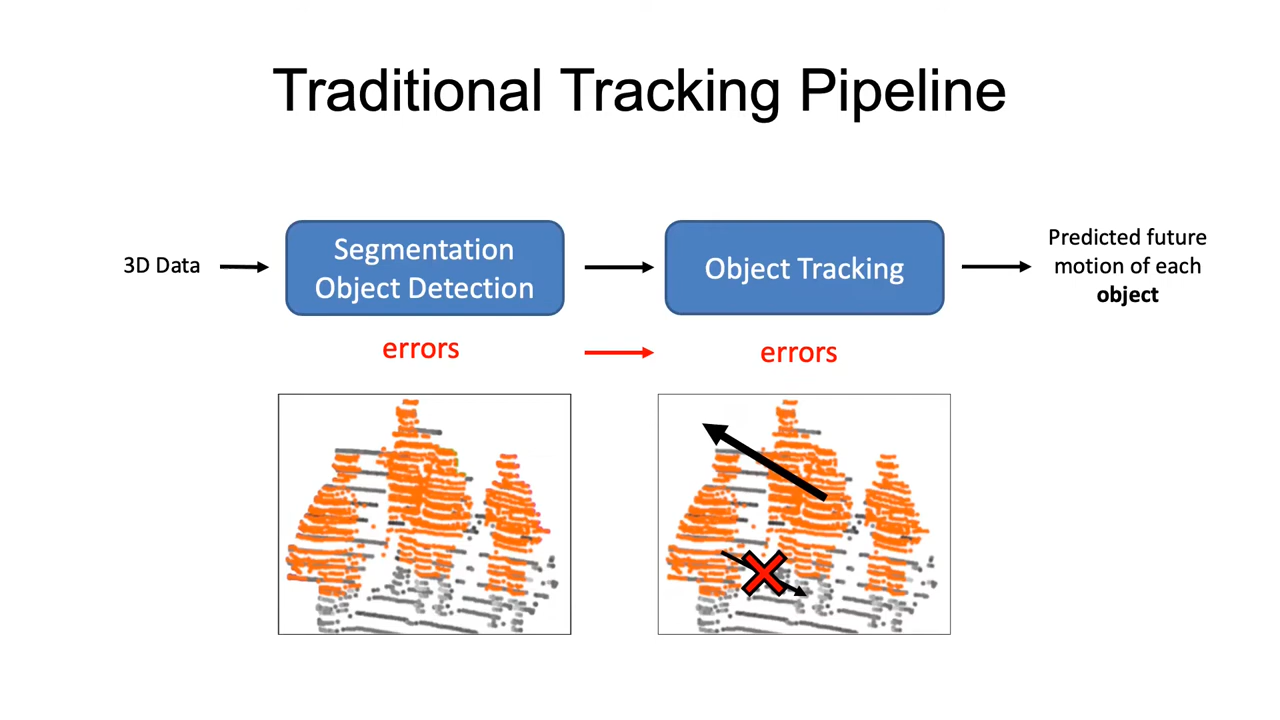 Traditional Tracking Pipeline
3D Data
Segmentation
Object Detection
Object Tracking
Predicted future
motion of each
object
errors
errors